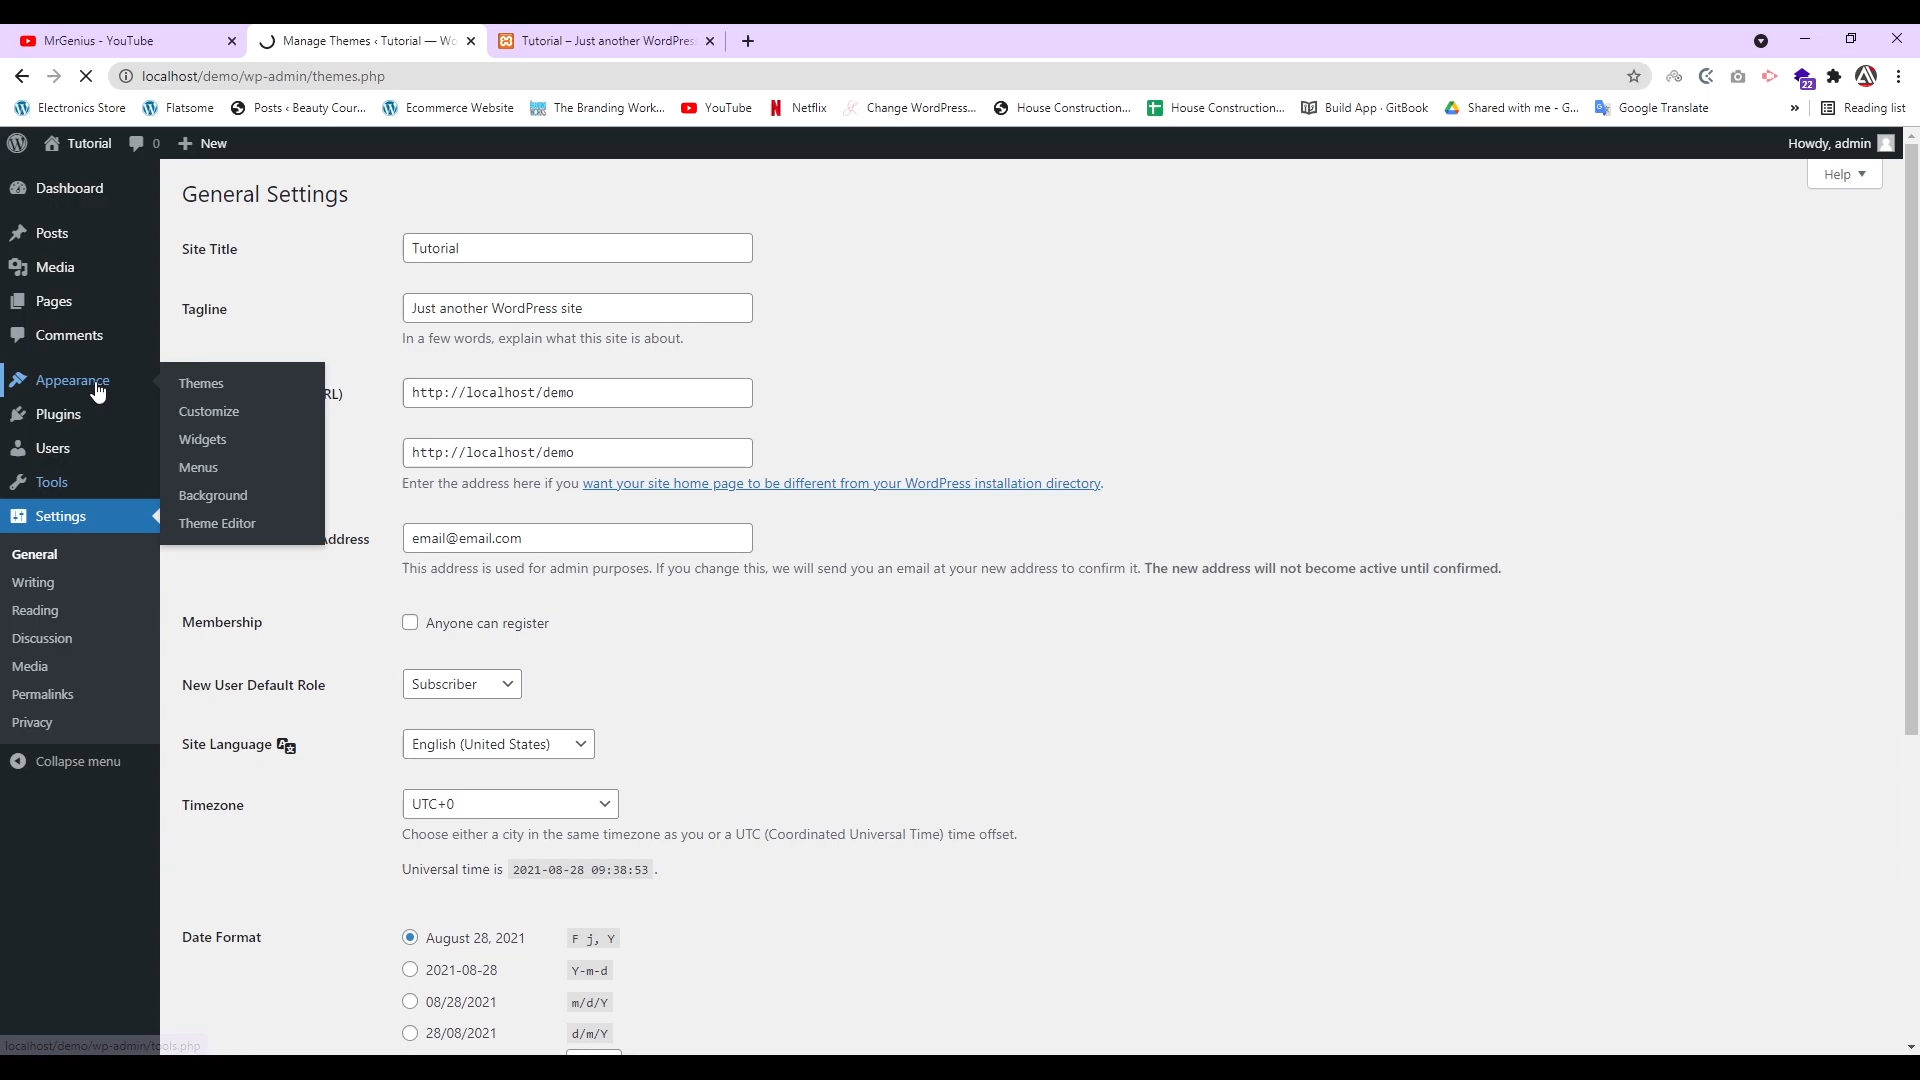 MrGenius - YouTube
Manage Themes ‹ Tutorial — Wo
Tutorial – Just another WordPres
localhost/demo/wp-admin/themes.php
22
Electronics Store
Flatsome
Posts ‹ Beauty Cour...
Ecommerce Website
The Branding Work...
YouTube
Netflix
Change WordPress...
House Construction...
House Construction...
Build App · GitBook
Shared with me - G...
Google Translate
»
Reading list
Tutorial
0
New
Howdy, admin
Help
Dashboard
Posts
Media
Pages
Comments
Appearance
Plugins
Users
Tools
Settings
General
Writing
Reading
Discussion
Media
Permalinks
Privacy
Collapse menu
Themes
Customize
Widgets
Menus
Background
Theme Editor
General Settings
Site Title
Tutorial
Tagline
Just another WordPress site
In a few words, explain what this site is about.
RL)
http://localhost/demo
http://localhost/demo
Enter the address here if you want your site home page to be different from your WordPress installation directory.
Address
email@email.com
This address is used for admin purposes. If you change this, we will send you an email at your new address to confirm it. The new address will not become active until confirmed.
Membership
Anyone can register
New User Default Role
Subscriber
Site Language
English (United States)
Timezone
UTC+0
Choose either a city in the same timezone as you or a UTC (Coordinated Universal Time) time offset.
Universal time is 2021-08-28 09:38:53 .
Date Format
August 28, 2021 F j, Y
2021-08-28 Y-m-d
08/28/2021 m/d/Y
28/08/2021 d/m/Y
localhost/demo/wp-admin/tools.php